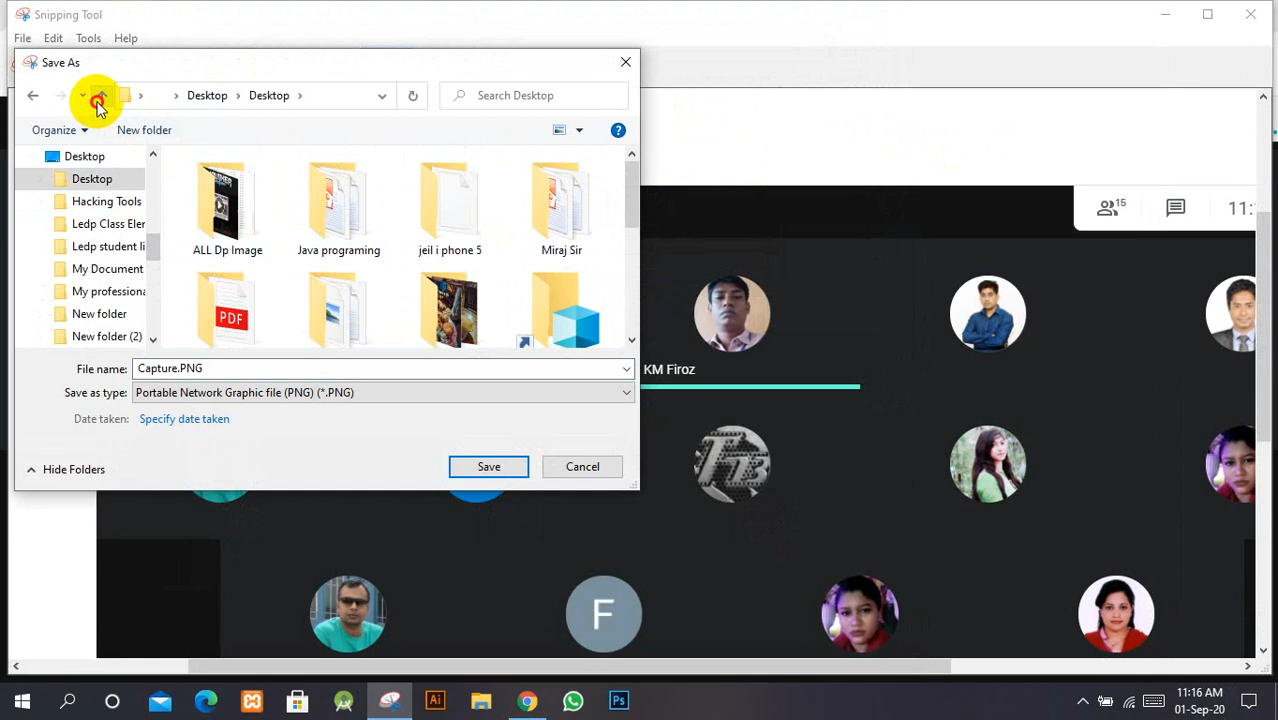 Snipping Tool
File Edit Tools Help
Save As
Desktop Desktop Search Desktop
Organize New folder
Desktop
Desktop
Hacking Tools
Ledp Class Eler
Ledp student li
My Document
My professiona
New folder
New folder (2)
ALL Dp Image Java programing jeil i phone 5 Miraj Sir
PDF
File name: Capture.PNG
Save as type: Portable Network Graphic file (PNG) (*.PNG)
Date taken: Specify date taken
Hide Folders Save Cancel
15 11:
KM Firoz
F
Ai Ps
11:16 AM
01-Sep-20